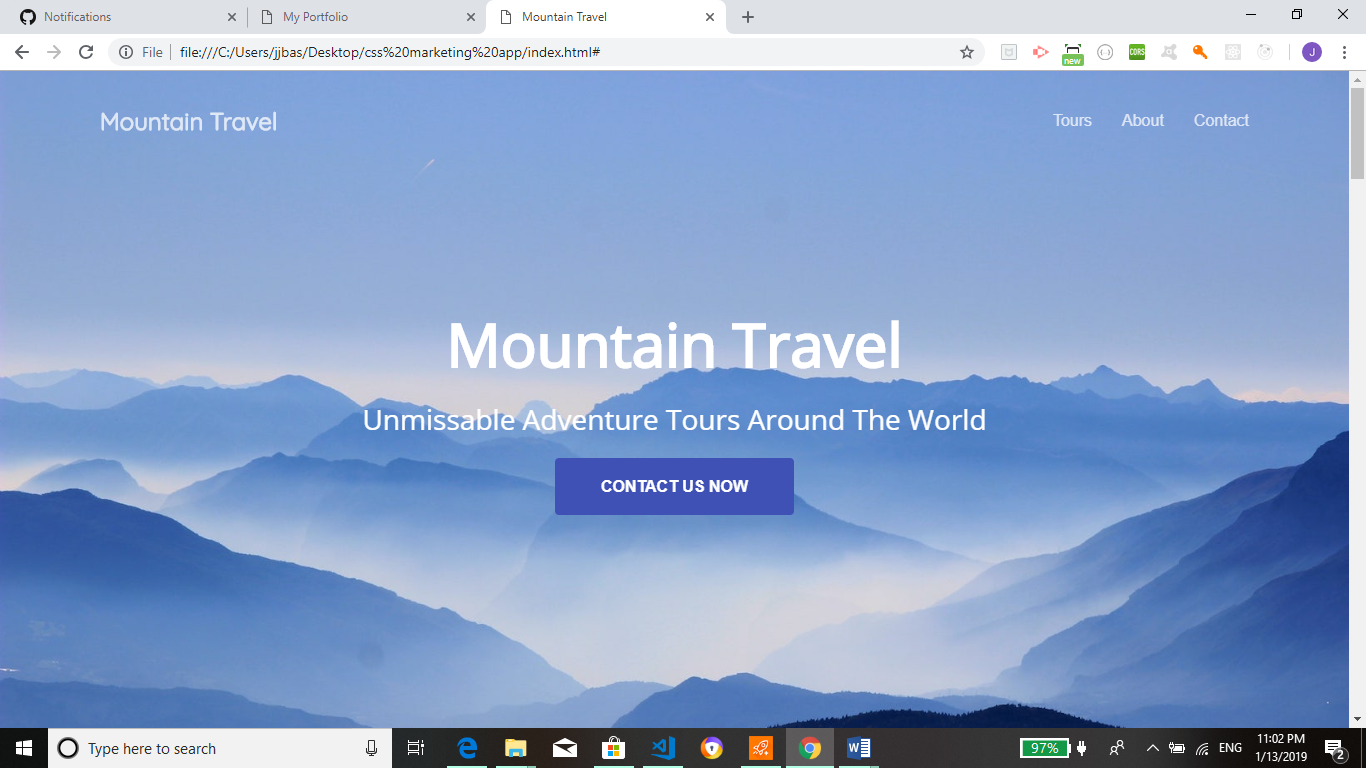 Notifications
My Portfolio
Mountain Travel
File
file:///C:/Users/jjbas/Desktop/css%20marketing%20app/index.html#
CORS
new
J
Mountain Travel
Tours
About
Contact
Mountain Travel
Unmissable Adventure Tours Around The World
CONTACT US NOW
Type here to search
97%
ENG
11:02 PM
1/13/2019
2